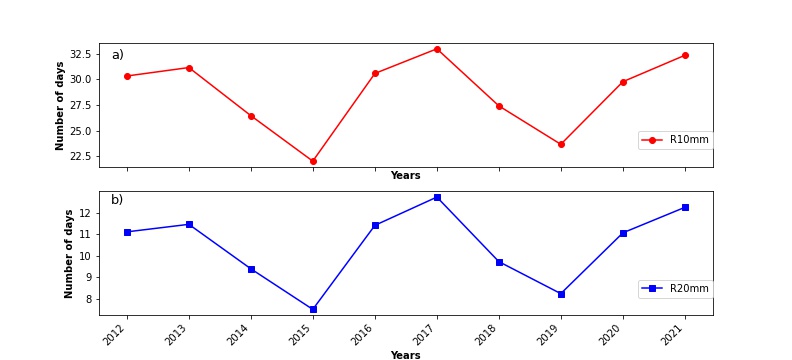 a)
32.5
30.0
27.5
25.0
22.5
Number of days
R10mm
Years
b)
12
11
10
9
8
Number of days
R20mm
2012 2013 2014 2015 2016 2017 2018 2019 2020 2021
Years